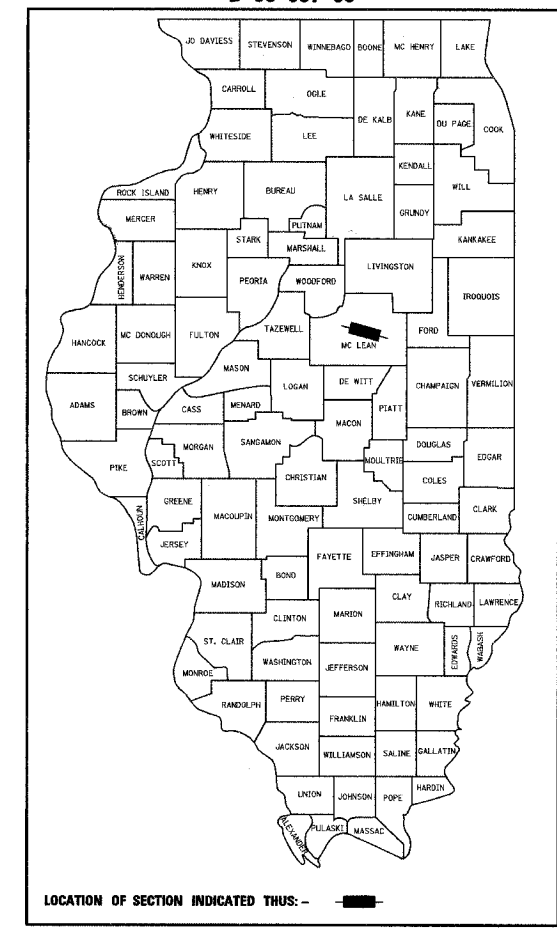 JO DAVIESS STEVENSON WINNEBAGO BOONE MC HENRY LAKE
CARROLL OGLE DE KALB KANE DU PAGE COOK
WHITESIDE LEE
KENDALL WILL
ROCK ISLAND HENRY BUREAU LA SALLE GRUNDY
MERCER PUTNAM
STARK MARSHALL KANKAKEE
HENDERSON WARREN KNOX PEORIA WOODFORD LIVINGSTON IROQUOIS
HANCOCK MC DONOUGH FULTON TAZEWELL MC LEAN FORD
SCHUYLER MASON LOGAN DE WITT CHAMPAIGN VERMILION
ADAMS BROWN CASS MENARD PIATT
MACON
MORGAN SANGAMON DOUGLAS EDGAR
PIKE SCOTT CHRISTIAN MOULTRIE COLES
SHELBY
CALHOUN GREENE MACOUPIN MONTGOMERY CUMBERLAND CLARK
JERSEY FAYETTE EFFINGHAM JASPER CRAWFORD
MADISON BOND
CLAY RICHLAND LAWRENCE
CLINTON MARION
ST. CLAIR WAYNE EDWARDS WABASH
WASHINGTON JEFFERSON
MONROE
RANDOLPH PERRY HAMILTON WHITE
FRANKLIN
JACKSON WILLIAMSON SALINE GALLATIN
UNION JOHNSON POPE HARDIN
ALEXANDER PULASKI MASSAC
LOCATION OF SECTION INDICATED THUS:-